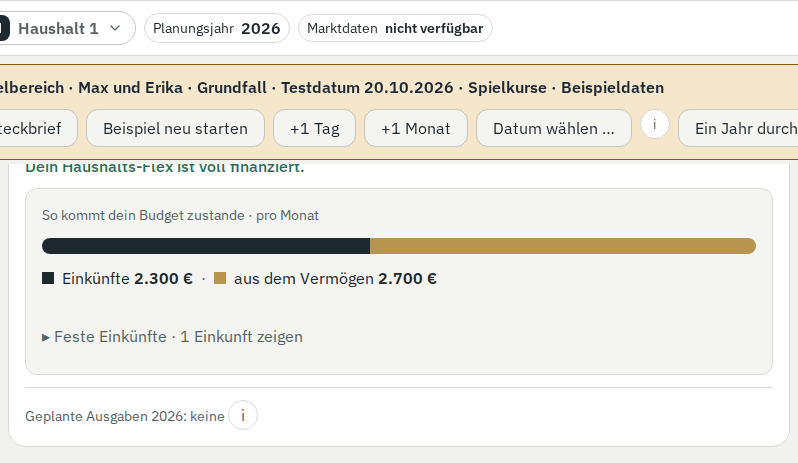 Haushalt 1
Planungsjahr 2026
Marktdaten nicht verfügbar
elbereich · Max und Erika · Grundfall · Testdatum 20.10.2026 · Spielkurse · Beispieldaten
teckbrief
Beispiel neu starten
+1 Tag
+1 Monat
Datum wählen ...
i
Ein Jahr durch
Dein Haushalts-Flex ist voll finanziert.
So kommt dein Budget zustande · pro Monat
Einkünfte 2.300 € · aus dem Vermögen 2.700 €
▸ Feste Einkünfte · 1 Einkunft zeigen
Geplante Ausgaben 2026: keine i